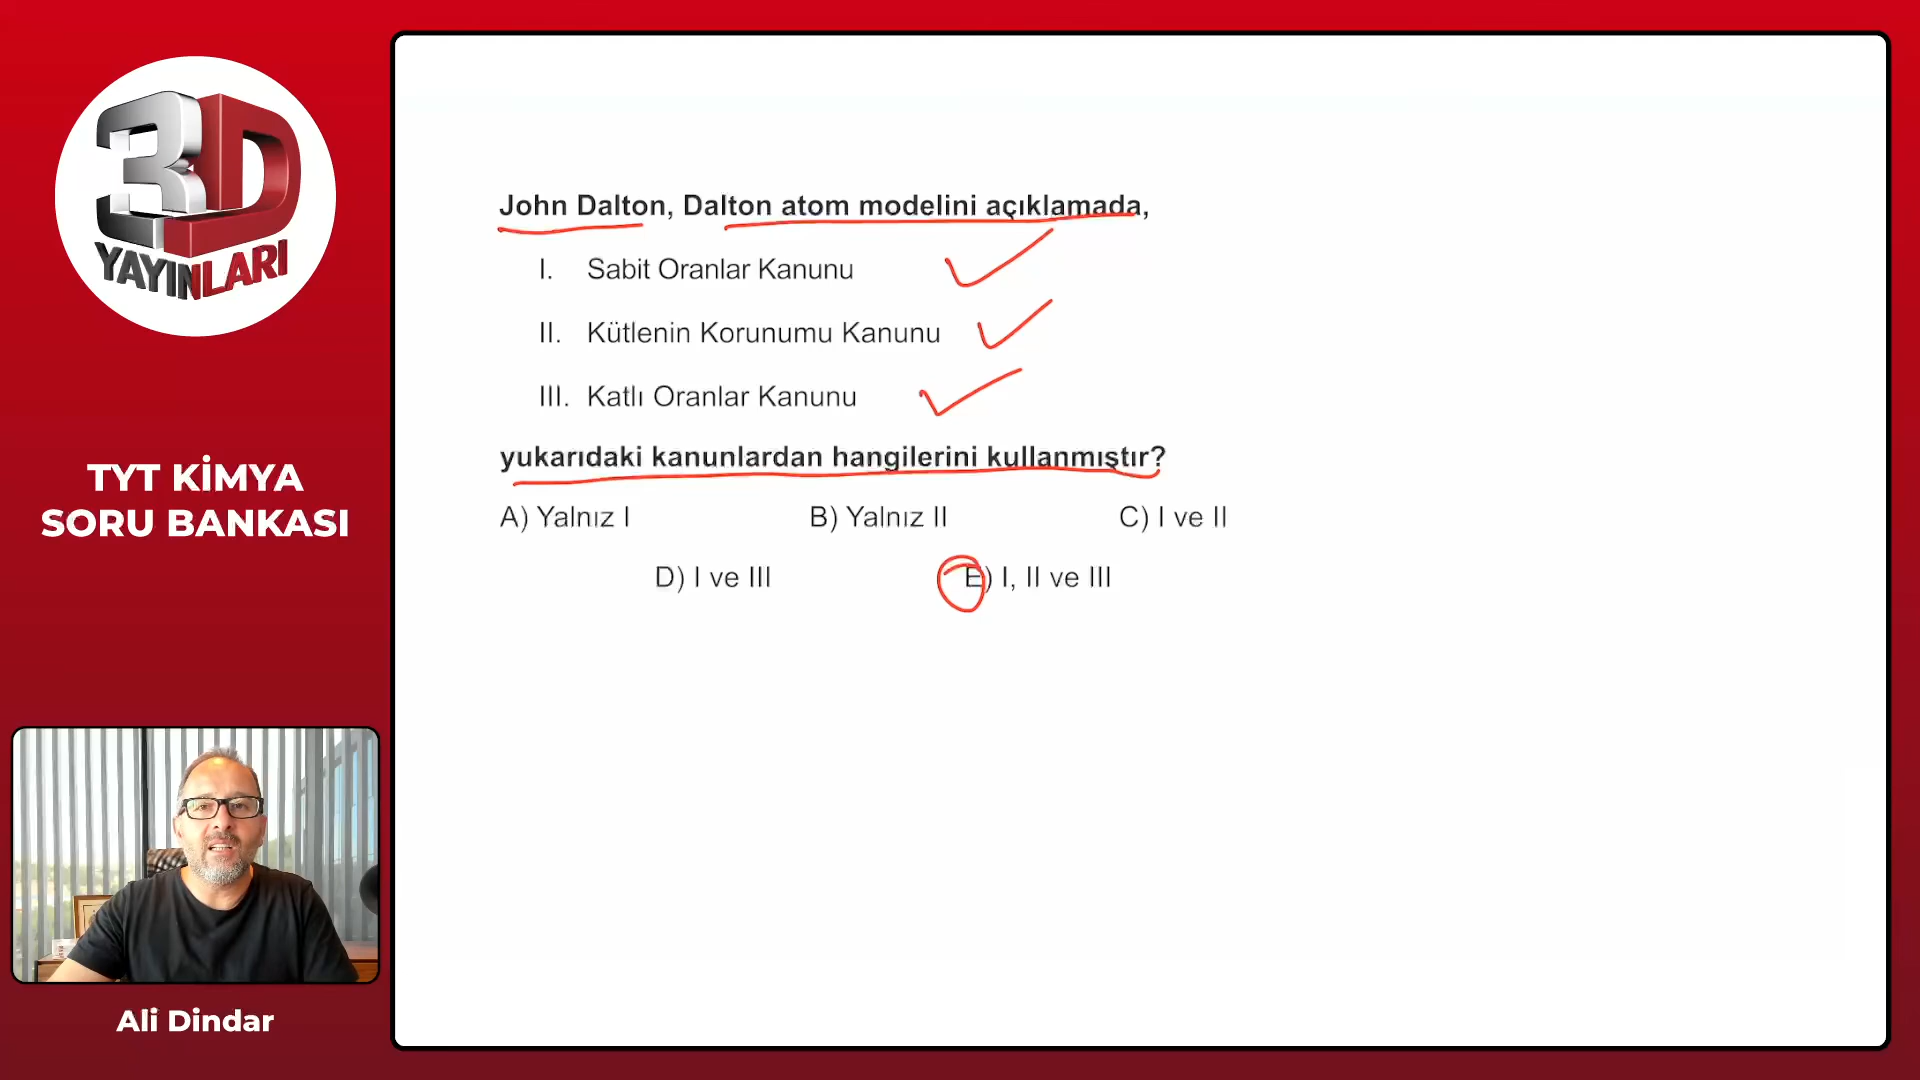 3D
YAYINLARI
TYT KİMYA
SORU BANKASI
Ali Dindar
John Dalton, Dalton atom modelini açıklamada,
I. Sabit Oranlar Kanunu
II. Kütlenin Korunumu Kanunu
III. Katlı Oranlar Kanunu
yukarıdaki kanunlardan hangilerini kullanmıştır?
A) Yalnız I B) Yalnız II C) I ve II
D) I ve III E) I, II ve III